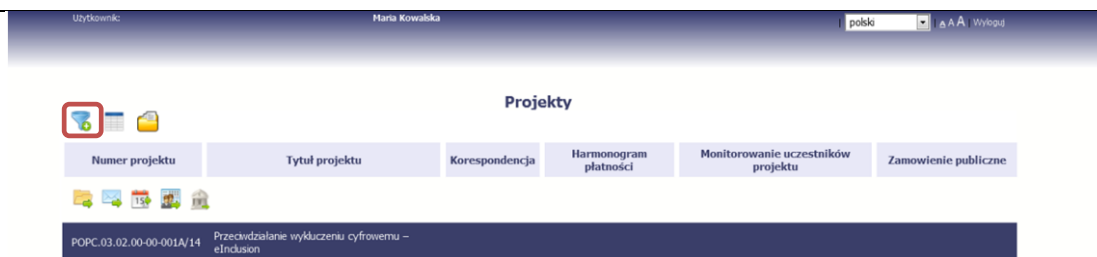 Użytkownik: Maria Kowalska | polski | A A A | Wyloguj
Projekty
Numer projektu Tytuł projektu Korespondencja Harmonogram płatności Monitorowanie uczestników projektu Zamowienie publiczne
15
POPC.03.02.00-00-001A/14 Przeciwdziałanie wykluczeniu cyfrowemu –
eInclusion